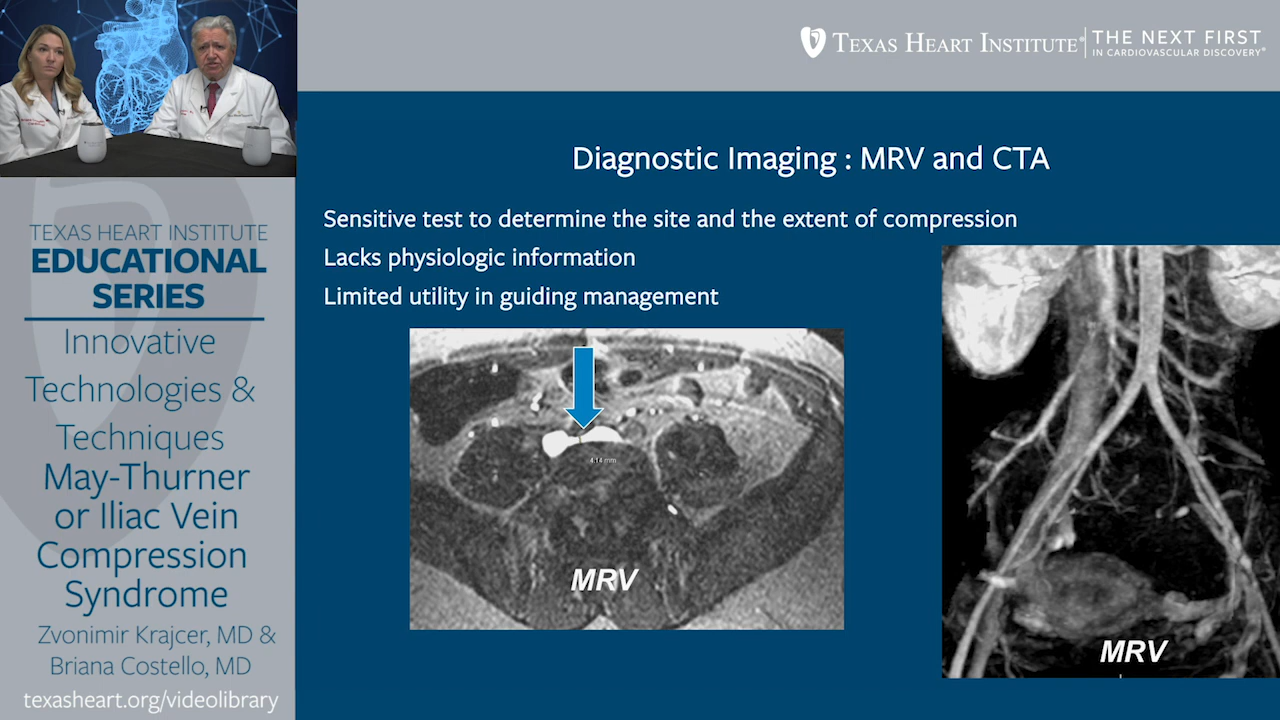 TEXAS HEART INSTITUTE®
THE NEXT FIRST
IN CARDIOVASCULAR DISCOVERY®
Diagnostic Imaging : MRV and CTA
Sensitive test to determine the site and the extent of compression
Lacks physiologic information
Limited utility in guiding management
4.14 mm
MRV
MRV
TEXAS HEART INSTITUTE
EDUCATIONAL
SERIES
Innovative
Technologies &
Techniques
May-Thurner
or Iliac Vein
Compression
Syndrome
Zvonimir Krajcer, MD &
Briana Costello, MD
texasheart.org/videolibrary